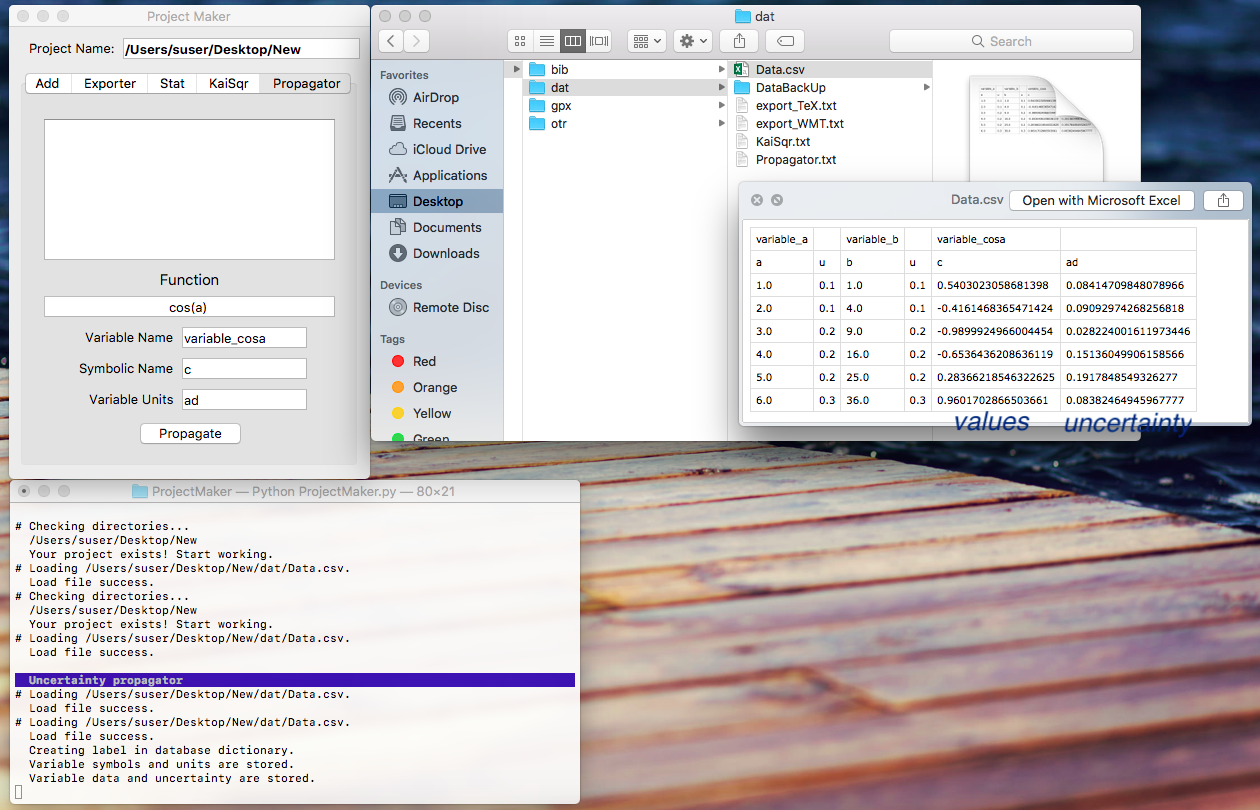 Project Maker
Project Name: /Users/suser/Desktop/New
Add Exporter Stat KaiSqr Propagator
Function
cos(a)
Variable Name variable_cosa
Symbolic Name c
Variable Units ad
Propagate
dat
Search
Favorites
AirDrop
Recents
iCloud Drive
Applications
Desktop
Documents
Downloads
Devices
Remote Disc
Tags
Red
Orange
Yellow
Green
bib
dat
gpx
otr
Data.csv
DataBackUp
export_TeX.txt
export_WMT.txt
KaiSqr.txt
Propagator.txt
Data.csv Open with Microsoft Excel
variable_a variable_b variable_cosa
a u b u c ad
1.0 0.1 1.0 0.1 0.5403023058681398 0.08414709848078966
2.0 0.1 4.0 0.1 -0.4161468365471424 0.09092974268256818
3.0 0.2 9.0 0.2 -0.9899924966004454 0.028224001611973446
4.0 0.2 16.0 0.2 -0.6536436208636119 0.15136049906158566
5.0 0.2 25.0 0.2 0.28366218546322625 0.1917848549326277
6.0 0.3 36.0 0.3 0.9601702866503661 0.08382464945967777
values uncertainty
ProjectMaker — Python ProjectMaker.py — 80×21
# Checking directories...
/Users/suser/Desktop/New
Your project exists! Start working.
# Loading /Users/suser/Desktop/New/dat/Data.csv.
Load file success.
# Checking directories...
/Users/suser/Desktop/New
Your project exists! Start working.
# Loading /Users/suser/Desktop/New/dat/Data.csv.
Load file success.
Uncertainty propagator
# Loading /Users/suser/Desktop/New/dat/Data.csv.
Load file success.
# Loading /Users/suser/Desktop/New/dat/Data.csv.
Load file success.
Creating label in database dictionary.
Variable symbols and units are stored.
Variable data and uncertainty are stored.